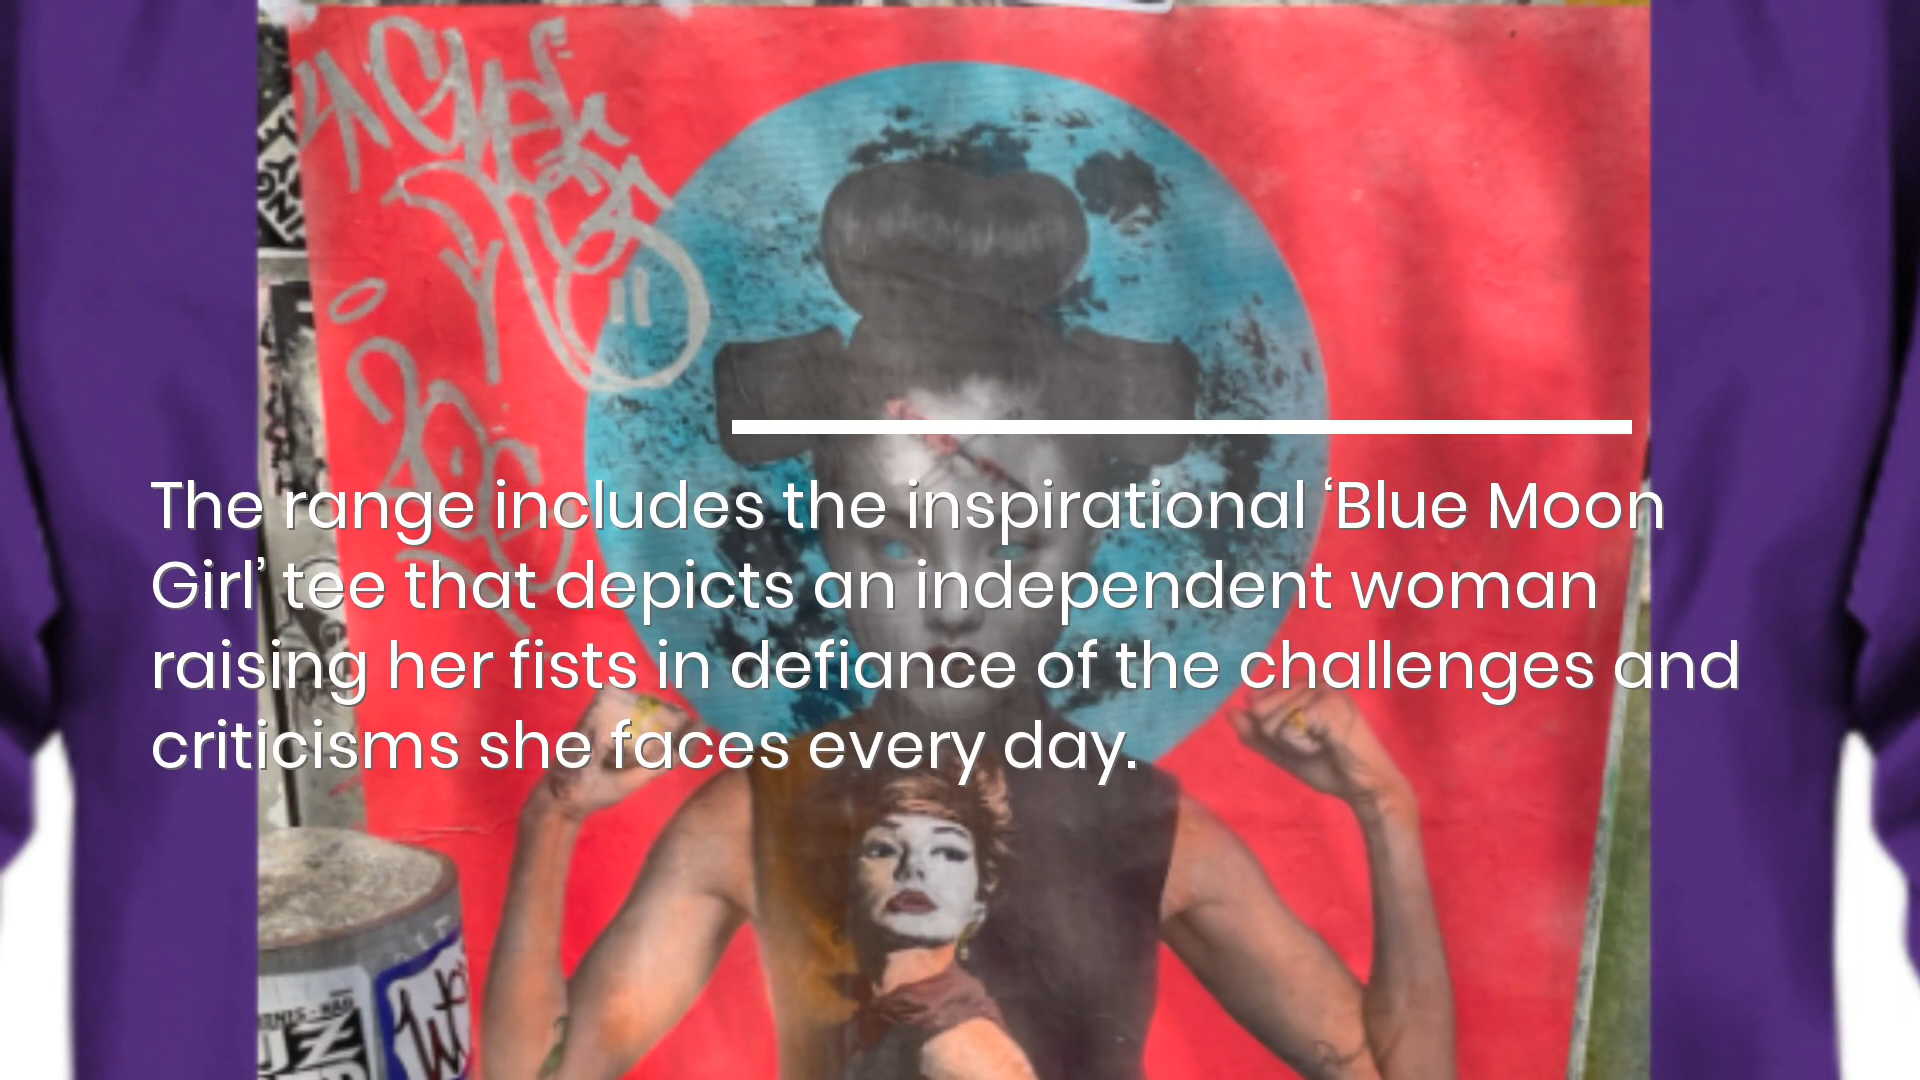 The range includes the inspirational ‘Blue Moon
Girl’ tee that depicts an independent woman
raising her fists in defiance of the challenges and
criticisms she faces every day.